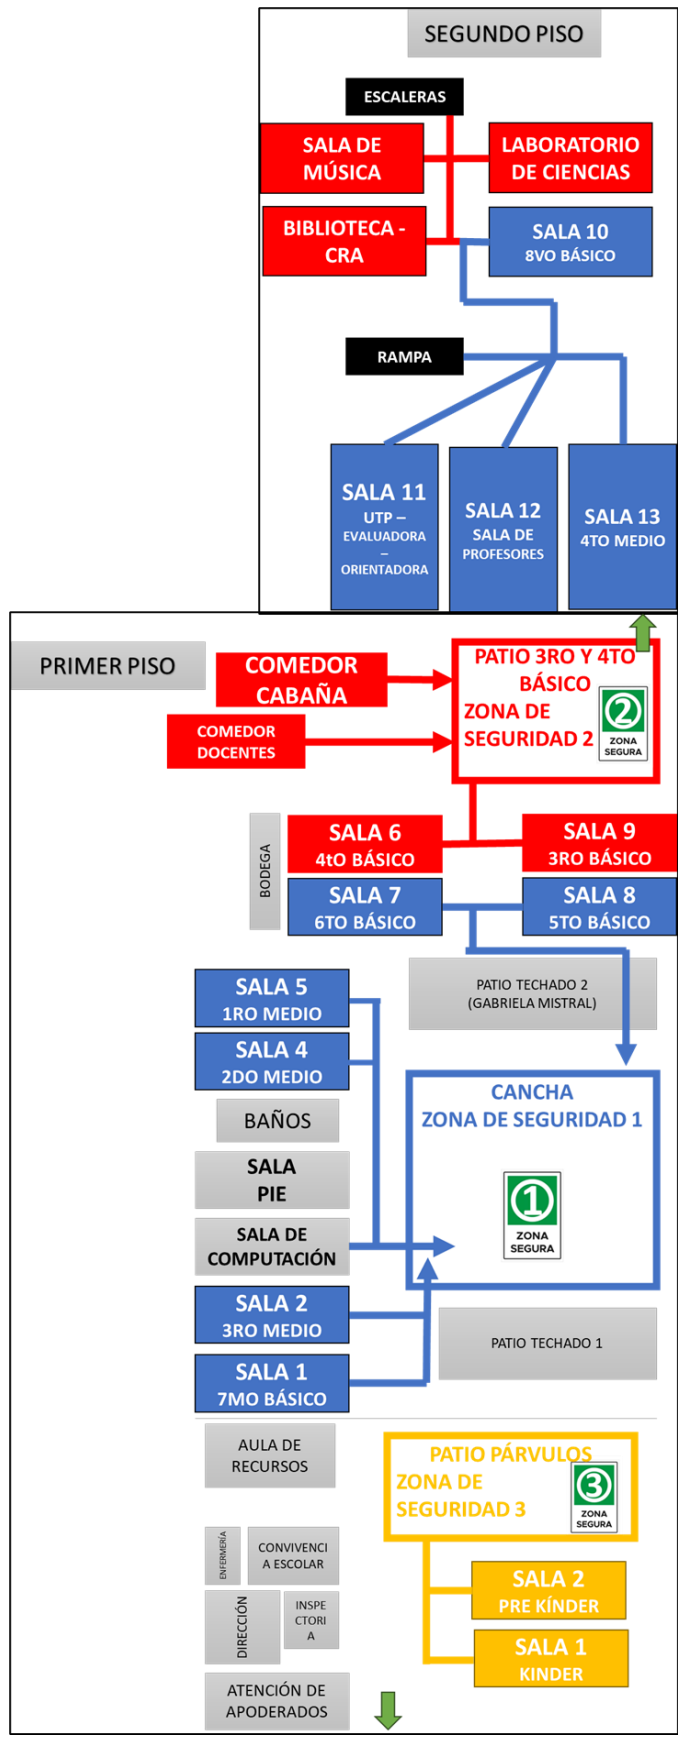 SEGUNDO PISO
ESCALERAS
SALA DE
MÚSICA
LABORATORIO
DE CIENCIAS
BIBLIOTECA -
CRA
SALA 10
8VO BÁSICO
RAMPA
SALA 11
UTP –
EVALUADORA
–
ORIENTADORA
SALA 12
SALA DE
PROFESORES
SALA 13
4TO MEDIO
PRIMER PISO
COMEDOR
CABAÑA
COMEDOR
DOCENTES
PATIO 3RO Y 4TO
BÁSICO
ZONA DE
SEGURIDAD 2
2
ZONA
SEGURA
BODEGA
SALA 6
4tO BÁSICO
SALA 9
3RO BÁSICO
SALA 7
6TO BÁSICO
SALA 8
5TO BÁSICO
PATIO TECHADO 2
(GABRIELA MISTRAL)
SALA 5
1RO MEDIO
SALA 4
2DO MEDIO
BAÑOS
SALA
PIE
SALA DE
COMPUTACIÓN
CANCHA
ZONA DE SEGURIDAD 1
1
ZONA
SEGURA
SALA 2
3RO MEDIO
SALA 1
7MO BÁSICO
PATIO TECHADO 1
AULA DE
RECURSOS
PATIO PÁRVULOS
ZONA DE
SEGURIDAD 3
3
ZONA
SEGURA
ENFERMERÍA
CONVIVENCI
A ESCOLAR
DIRECCIÓN
INSPE
CTORI
A
SALA 2
PRE KÍNDER
SALA 1
KINDER
ATENCIÓN DE
APODERADOS